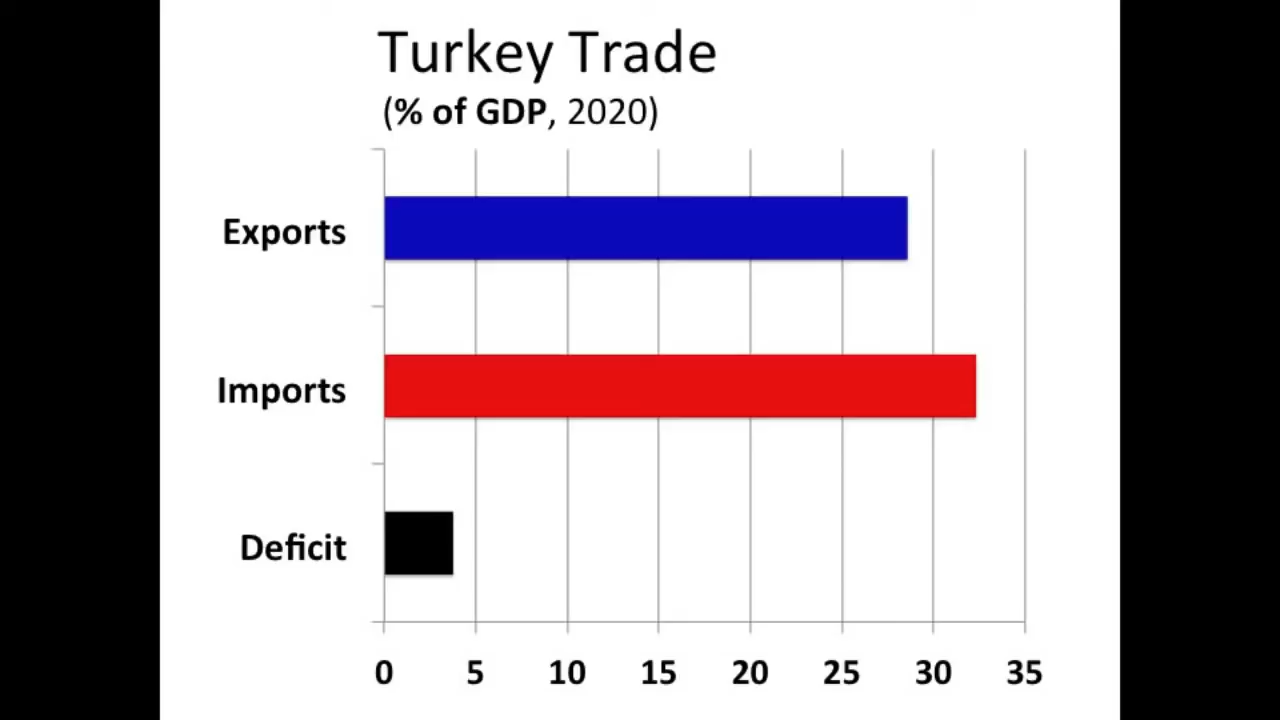 Turkey Trade
(% of GDP, 2020)
Exports
Imports
Deficit
0 5 10 15 20 25 30 35